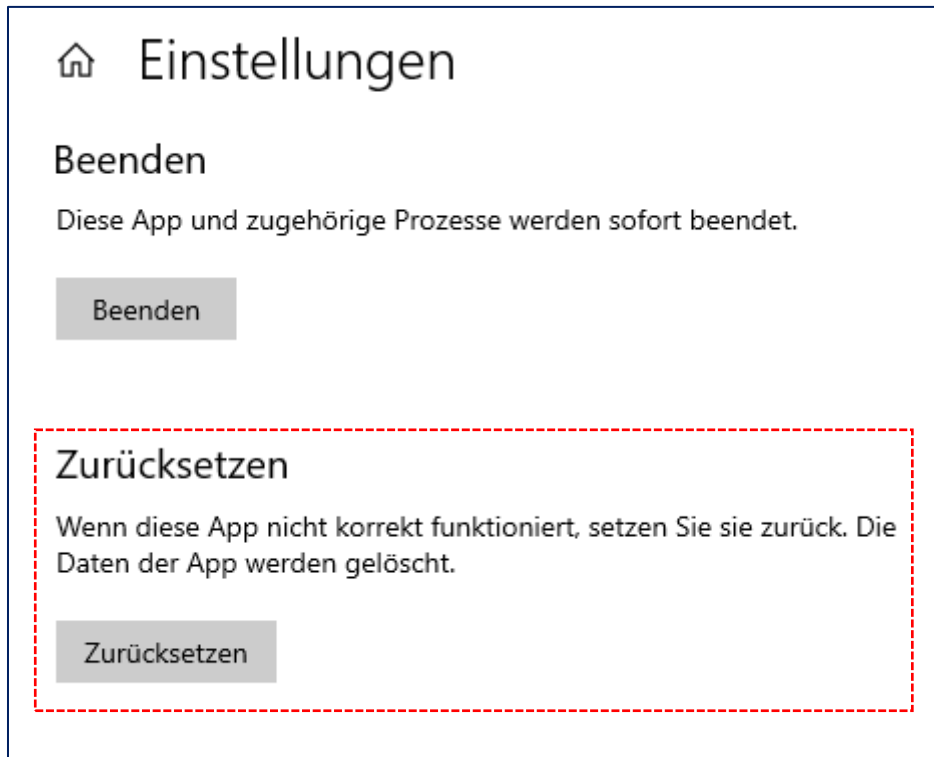 Einstellungen
Beenden
Diese App und zugehörige Prozesse werden sofort beendet.
Beenden
Zurücksetzen
Wenn diese App nicht korrekt funktioniert, setzen Sie sie zurück. Die
Daten der App werden gelöscht.
Zurücksetzen